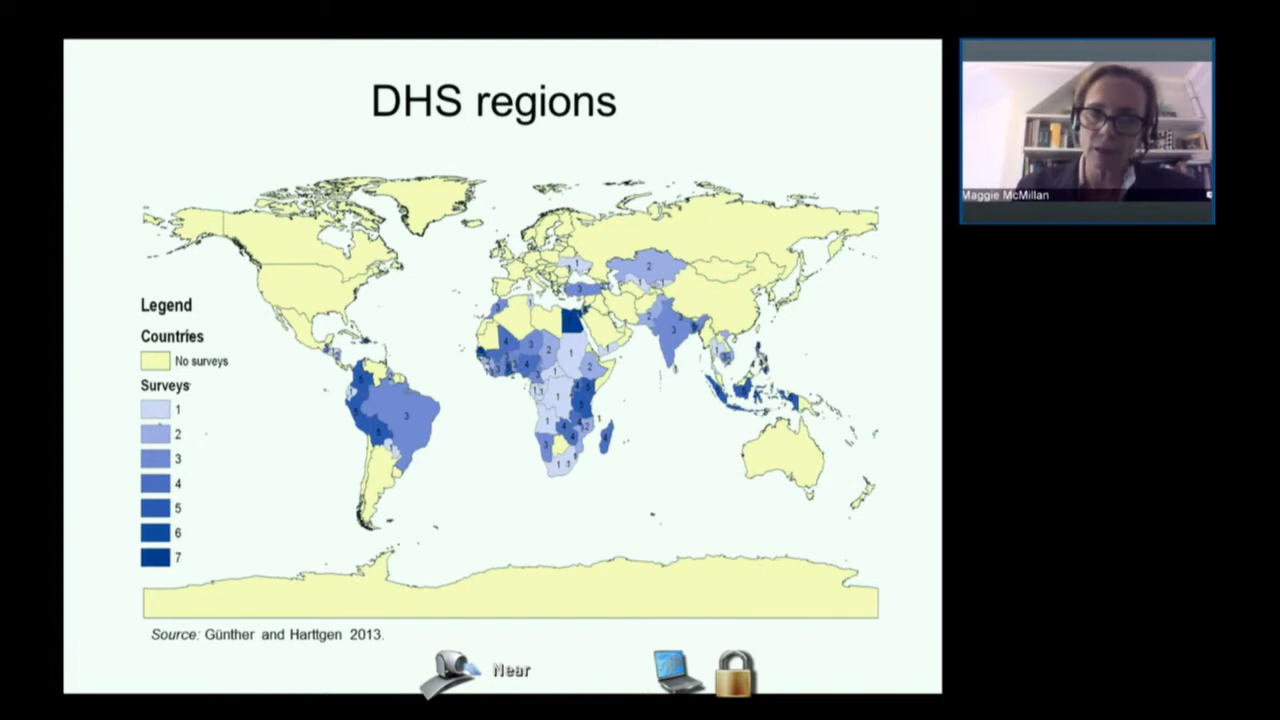 DHS regions
Legend
Countries
No surveys
Surveys
1
2
3
4
5
6
7
Source: Günther and Harttgen 2013.
Near
Maggie McMillan